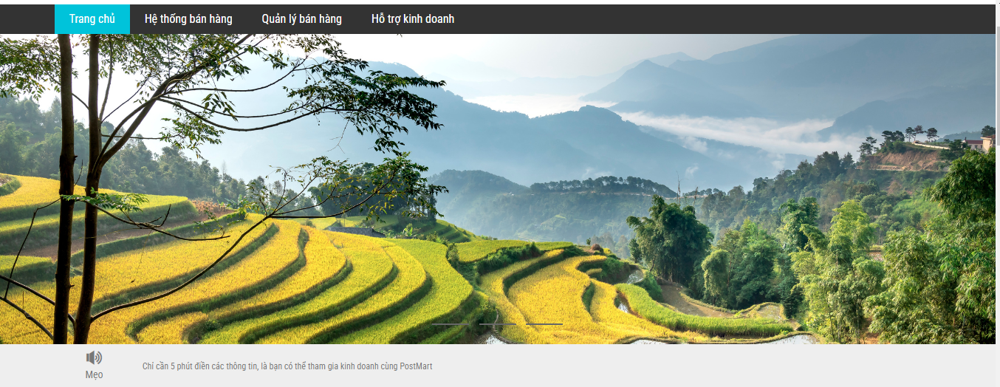 Trang chủ Hệ thống bán hàng Quản lý bán hàng Hỗ trợ kinh doanh
Chỉ cần 5 phút điền các thông tin, là bạn có thể tham gia kinh doanh cùng PostMart
Mẹo